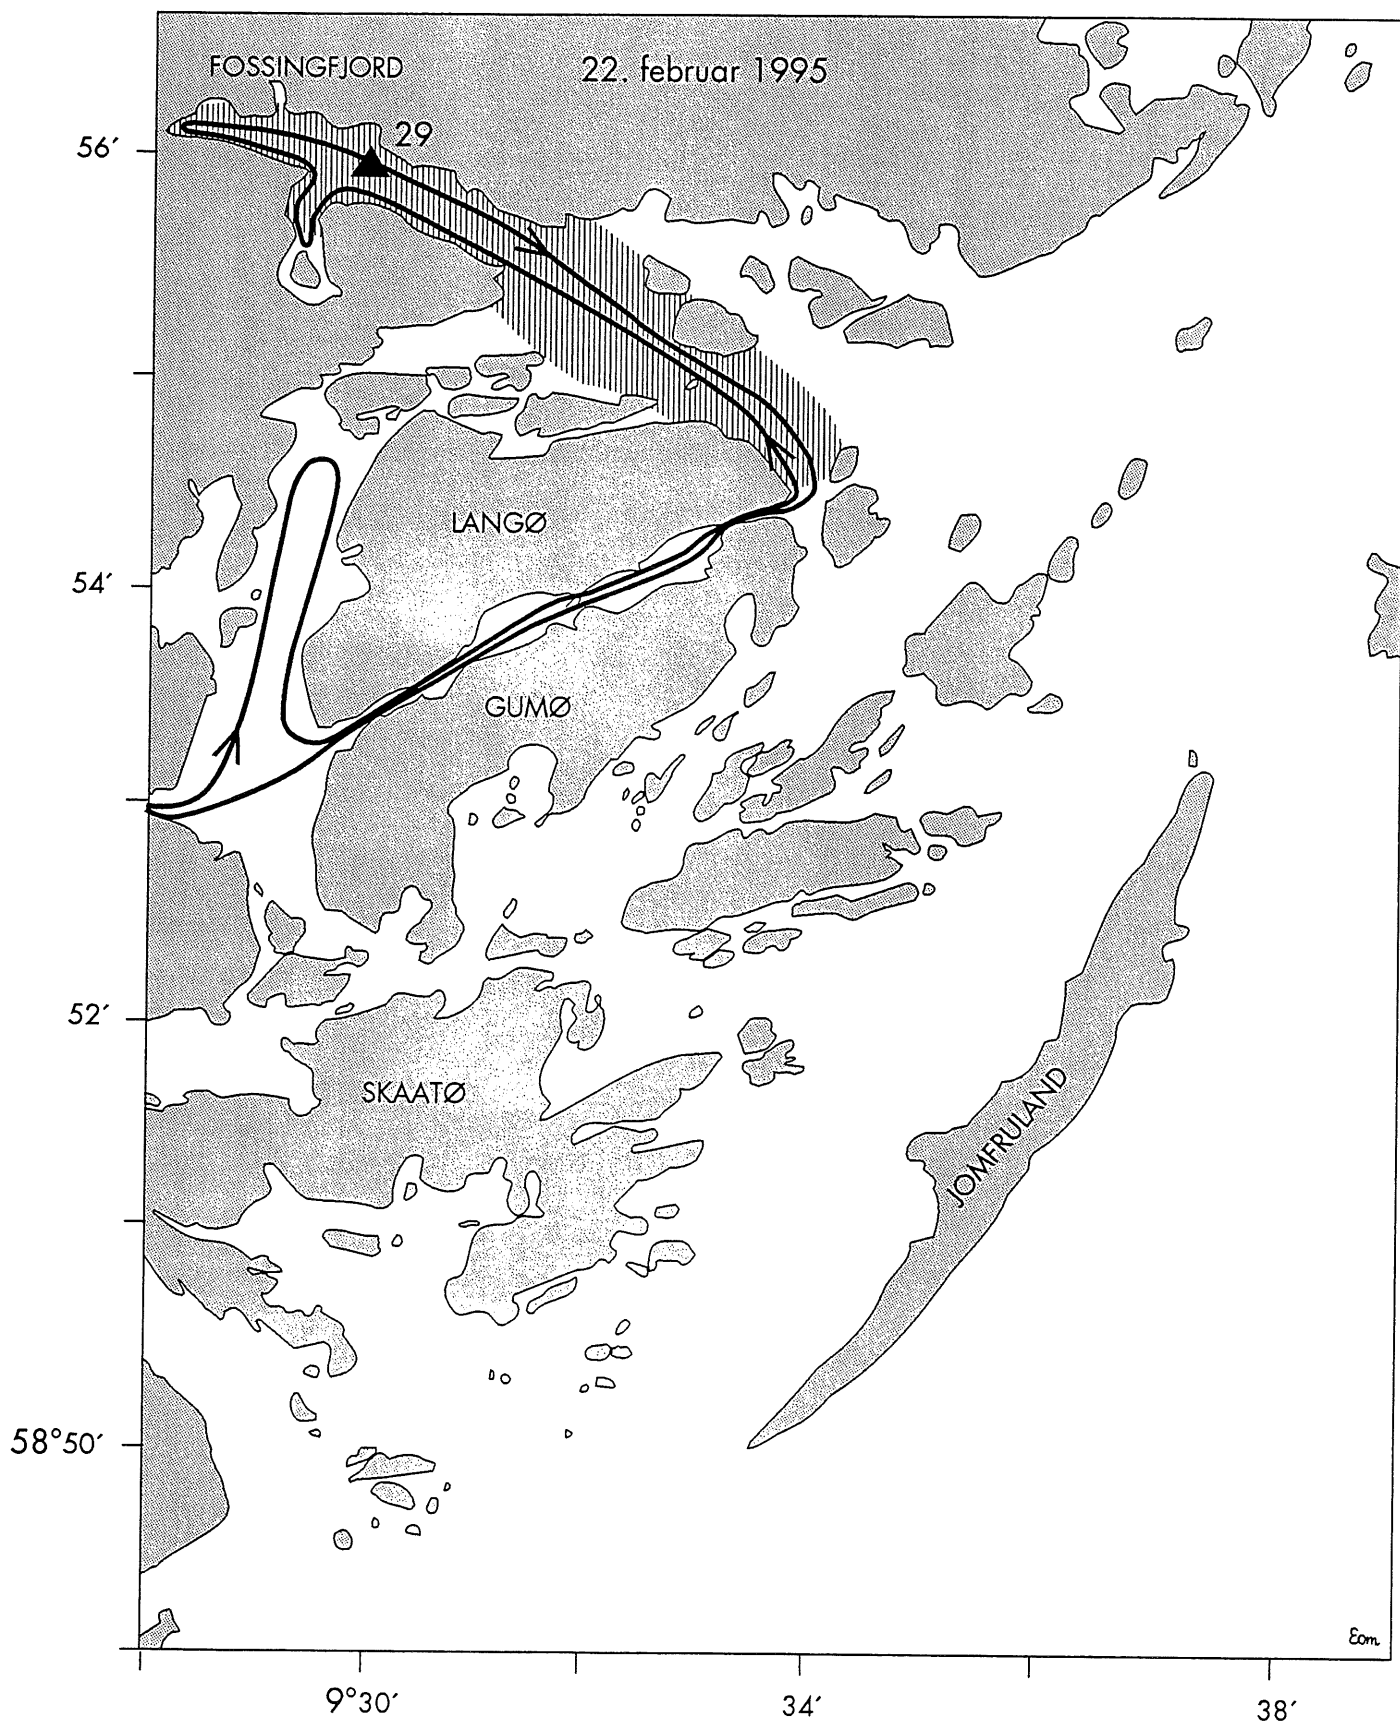 FOSSINGFJORD
22. februar 1995
29
56´
54´
LANGØ
GUMØ
52´
SKAATØ
JOMFRULAND
58°50´
Eom
9°30´
34´
38´